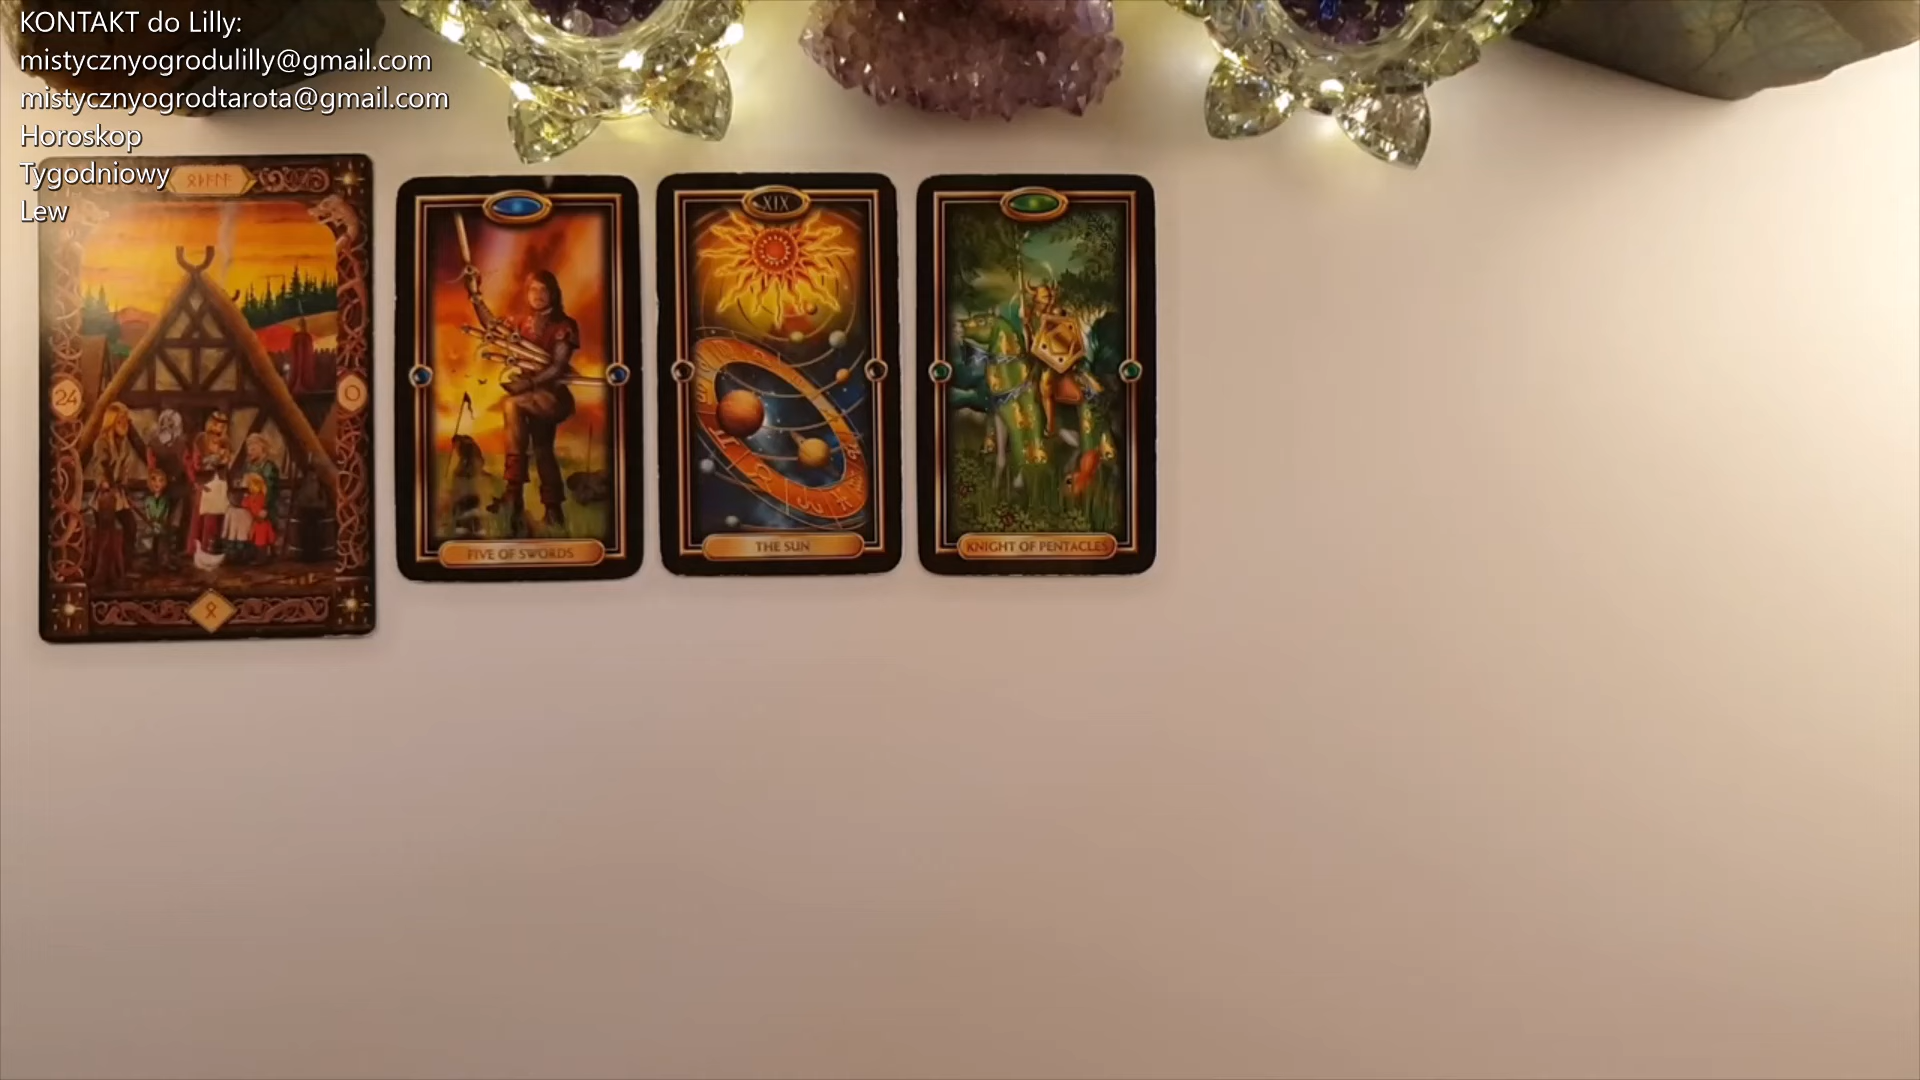 KONTAKT do Lilly:
mistycznyogrodulilly@gmail.com
mistycznyogrodtarota@gmail.com
Horoskop
Tygodniowy
Lew
ᛟᚦᚨᛚᚨ
24
ᛟ
FIVE OF SWORDS
XIX
THE SUN
KNIGHT OF PENTACLES